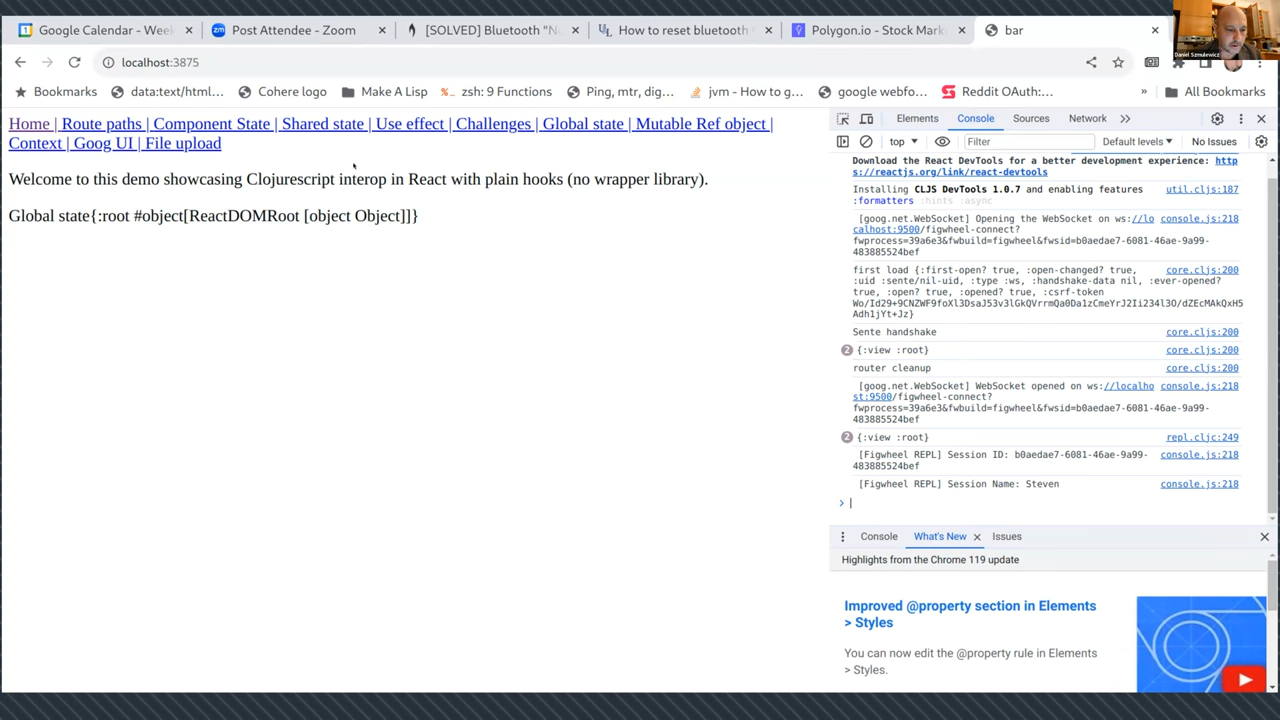 Google Calendar - Week
Post Attendee - Zoom
[SOLVED] Bluetooth "N
How to reset bluetooth
Polygon.io - Stock Mark
bar
localhost:3875
Daniel Szmulewicz
Bookmarks
data:text/html...
Cohere logo
Make A Lisp
zsh: 9 Functions
Ping, mtr, dig...
jvm - How to g...
google webfo...
Reddit OAuth:...
»
All Bookmarks
Home | Route paths | Component State | Shared state | Use effect | Challenges | Global state | Mutable Ref object |
Context | Goog UI | File upload
Welcome to this demo showcasing Clojurescript interop in React with plain hooks (no wrapper library).
Global state{:root #object[ReactDOMRoot [object Object]]}
Elements
Console
Sources
Network
top
Filter
Default levels
No Issues
Download the React DevTools for a better development experience: http
s://reactjs.org/link/react-devtools
Installing CLJS DevTools 1.0.7 and enabling features util.cljs:187
:formatters :hints :async
[goog.net.WebSocket] Opening the WebSocket on ws://lo console.js:218
calhost:9500/figwheel-connect?
fwprocess=39a6e3&fwbuild=figwheel&fwsid=b0aedae7-6081-46ae-9a99-
483885524bef
first load {:first-open? true, :open-changed? true, core.cljs:200
:uid :sente/nil-uid, :type :ws, :handshake-data nil, :ever-opened?
true, :open? true, :opened? true, :csrf-token
Wo/Id29+9CNZWF9foXl3DsaJ53v3lGkQVrrmQa0Da1zCmeYrJ2Ii234l3O/dZEcMAkQxH5
Adh1jYt+Jz}
Sente handshake core.cljs:200
2 {:view :root} core.cljs:200
router cleanup core.cljs:200
[goog.net.WebSocket] WebSocket opened on ws://localho console.js:218
st:9500/figwheel-connect?
fwprocess=39a6e3&fwbuild=figwheel&fwsid=b0aedae7-6081-46ae-9a99-
483885524bef
2 {:view :root} repl.cljc:249
[Figwheel REPL] Session ID: b0aedae7-6081-46ae-9a99- console.js:218
483885524bef
[Figwheel REPL] Session Name: Steven console.js:218
Console
What's New
Issues
Highlights from the Chrome 119 update
Improved @property section in Elements
> Styles
You can now edit the @property rule in Elements
> Styles.